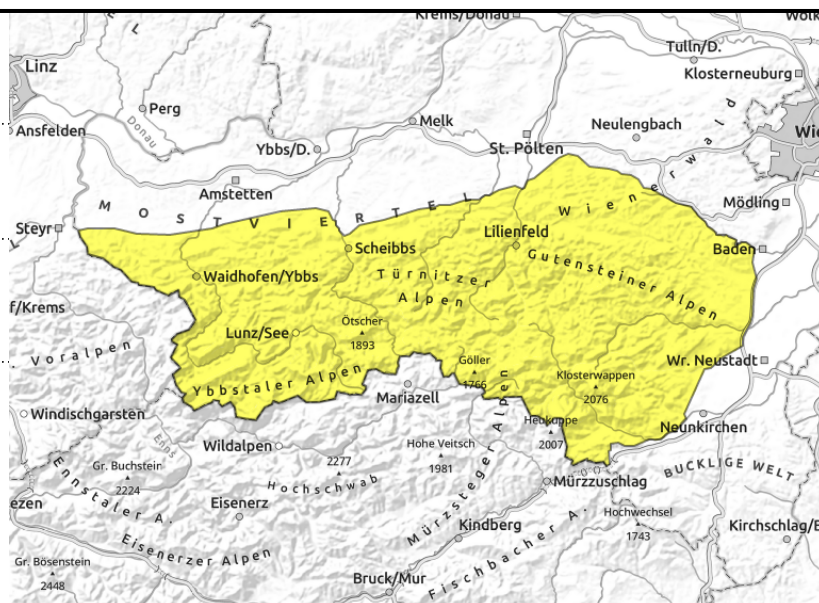 Krems/Donau
Wolk
Tulln/D.
E L
Linz
Klosterneuburg
Perg
Donau
Melk
Neulengbach
Ansfelden
Wie
Ybbs/D.
St. Pölten
Amstetten
Wienerwald
Mödling
MOSTVIERTEL
Steyr
Lilienfeld
Scheibbs
Baden
Gutensteiner Alpen
Waidhofen/Ybbs
Türnitzer
Alpen
f/Krems
Ötscher
1893
Lunz/See
Voralpen
Göller
1766
Wr. Neustadt
Klosterwappen
2076
Ybbstaler Alpen
Mariazell
Windischgarsten
Heukuppe
2007
Neunkirchen
Enns
Wildalpen
Hohe Veitsch
1981
2277
Hochschwab
Gr. Buchstein
2224
BUCKLIGE WELT
Mürzzuschlag
Ennstaler A.
ezen
Eisenerz
Mürzsteger Alpen
Hochwechsel
1743
Kindberg
Kirchschlag/B
Eisenerzer Alpen
Fischbacher A.
Gr. Bösenstein
2448
Bruck/Mur